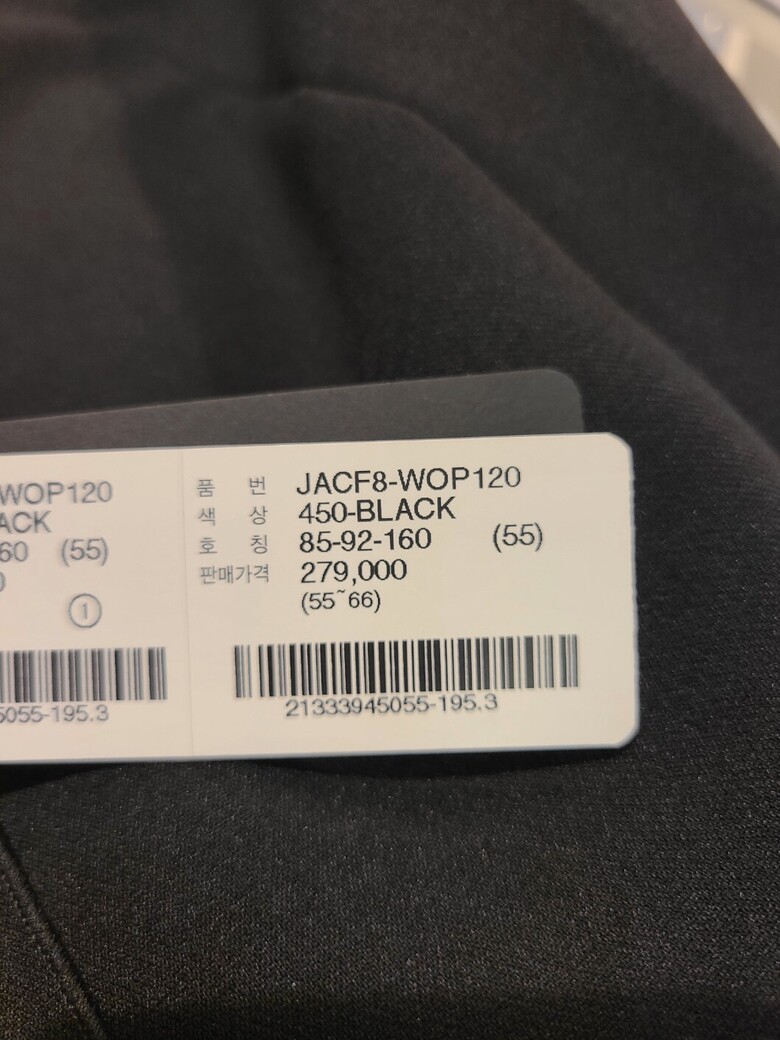 WOP120
ACK
60 (55)
0
①
5055-195.3
품 번 JACF8-WOP120
색 상 450-BLACK
호 칭 85-92-160 (55)
판매가격 279,000
(55~66)
21333945055-195.3